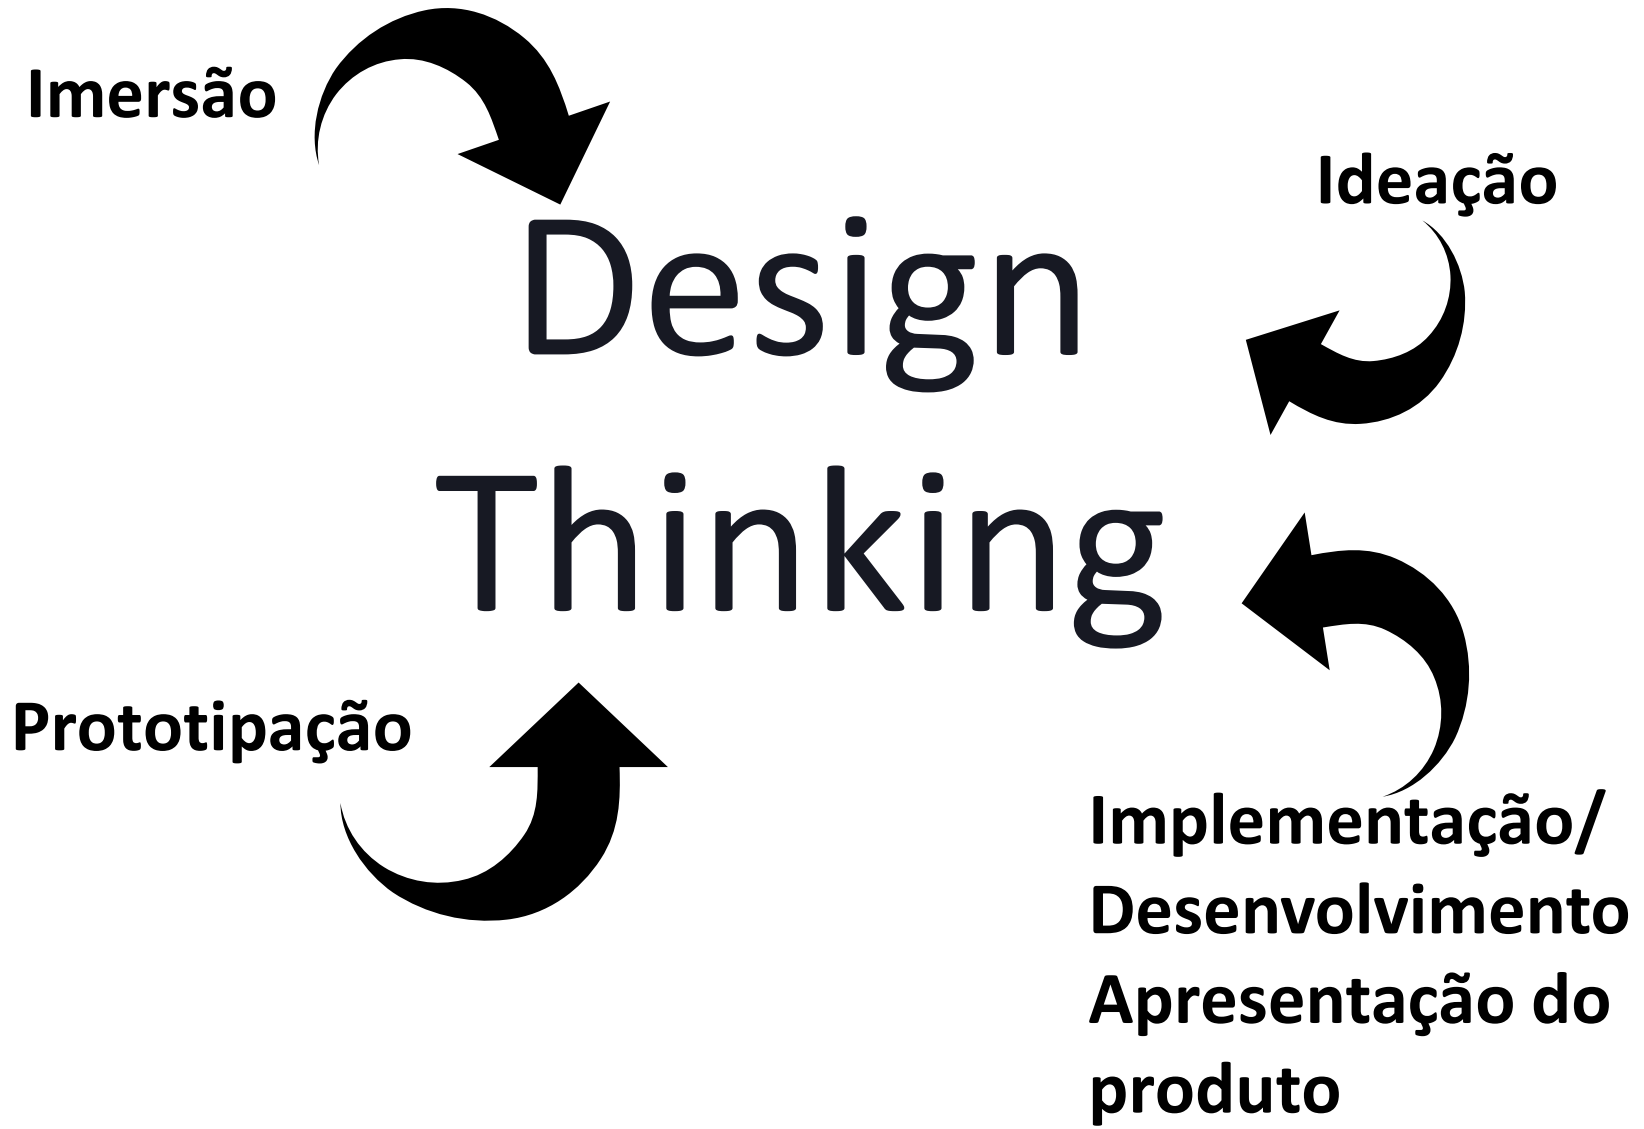 Imersão
Ideação
Design
Thinking
Prototipação
Implementação/
Desenvolvimento
Apresentação do
produto